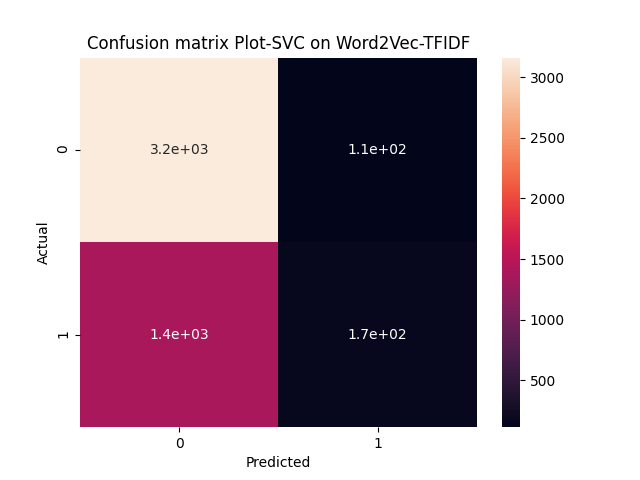 Confusion matrix Plot-SVC on Word2Vec-TFIDF
3000
0
3.2e+03
1.1e+02
2500
2000
Actual
1500
1
1.4e+03
1.7e+02
1000
500
0
1
Predicted